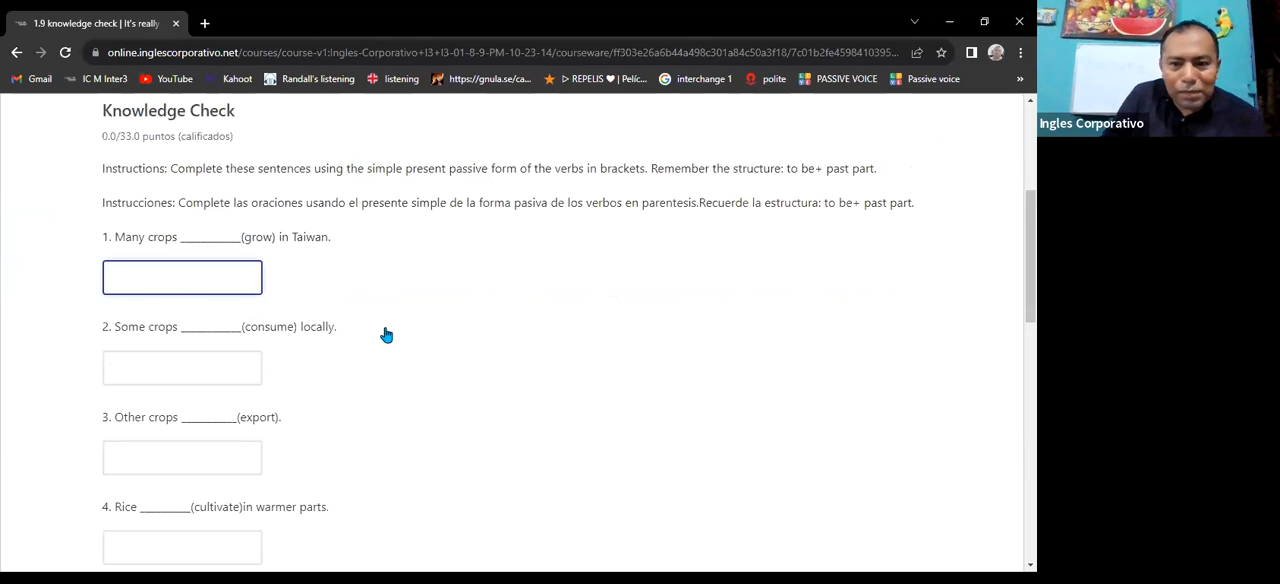 1.9 knowledge check | It's really
online.inglescorporativo.net/courses/course-v1:Ingles-Corporativo+I3+I3-01-8-9-PM-10-23-14/courseware/ff303e26a6b44a498c301a84c50a3f18/7c01b2fe4598410395...
Gmail
IC M Inter3
YouTube
Kahoot
Randall's listening
listening
https://gnula.se/ca...
▷ REPELIS ♥ | Pelíc...
interchange 1
polite
PASSIVE VOICE
Passive voice
»
Knowledge Check
0.0/33.0 puntos (calificados)
Instructions: Complete these sentences using the simple present passive form of the verbs in brackets. Remember the structure: to be+ past part.
Instrucciones: Complete las oraciones usando el presente simple de la forma pasiva de los verbos en parentesis.Recuerde la estructura: to be+ past part.
1. Many crops __________(grow) in Taiwan.
2. Some crops __________(consume) locally.
3. Other crops _________(export).
4. Rice ________(cultivate)in warmer parts.
Ingles Corporativo